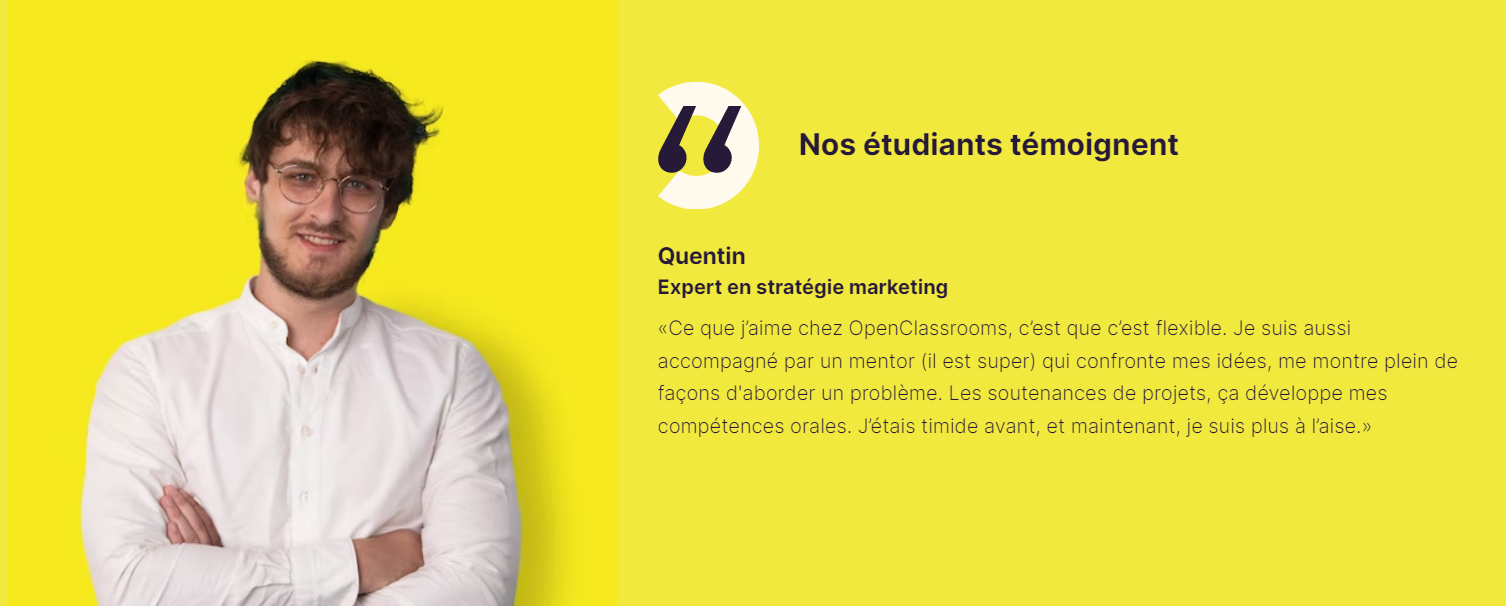 Nos étudiants témoignent
Quentin
Expert en stratégie marketing
«Ce que j’aime chez OpenClassrooms, c’est que c’est flexible. Je suis aussi
accompagné par un mentor (il est super) qui confronte mes idées, me montre plein de
façons d'aborder un problème. Les soutenances de projets, ça développe mes
compétences orales. J’étais timide avant, et maintenant, je suis plus à l’aise.»